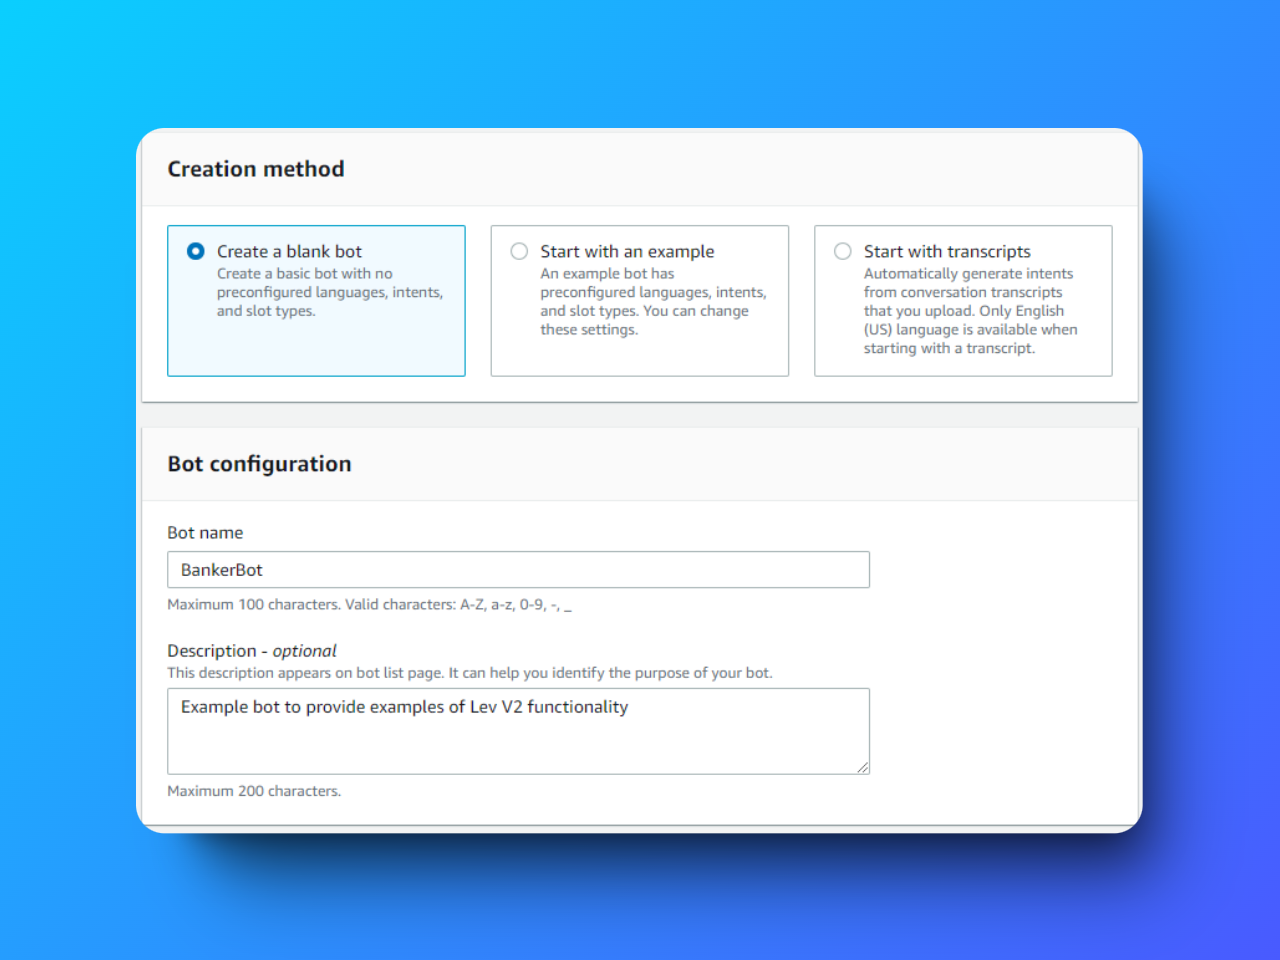 Creation method
Create a blank bot
Create a basic bot with no
preconfigured languages, intents,
and slot types.
Start with an example
An example bot has
preconfigured languages, intents,
and slot types. You can change
these settings.
Start with transcripts
Automatically generate intents
from conversation transcripts
that you upload. Only English
(US) language is available when
starting with a transcript.
Bot configuration
Bot name
BankerBot
Maximum 100 characters. Valid characters: A-Z, a-z, 0-9, -, _
Description - optional
This description appears on bot list page. It can help you identify the purpose of your bot.
Example bot to provide examples of Lev V2 functionality
Maximum 200 characters.